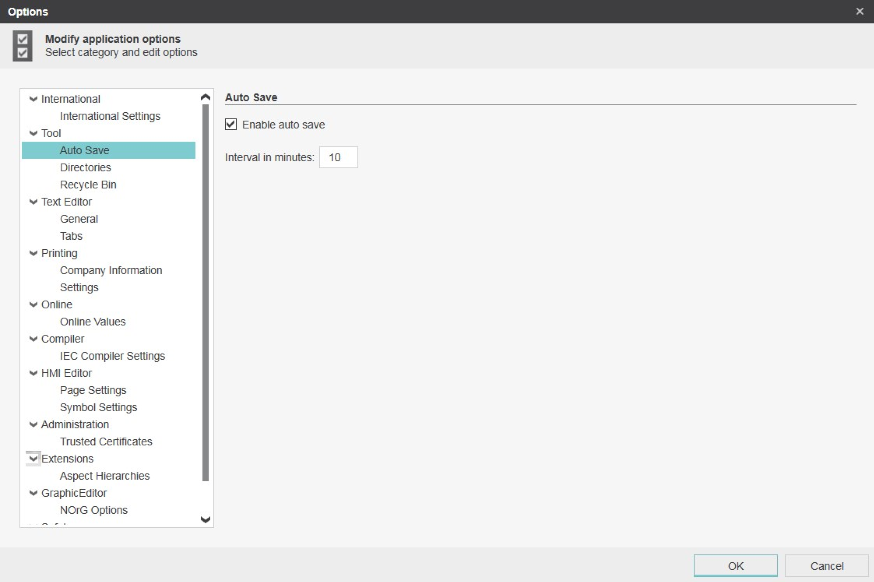 Options
Modify application options
Select category and edit options
International
International Settings
Tool
Auto Save
Directories
Recycle Bin
Text Editor
General
Tabs
Printing
Company Information
Settings
Online
Online Values
Compiler
IEC Compiler Settings
HMI Editor
Page Settings
Symbol Settings
Administration
Trusted Certificates
Extensions
Aspect Hierarchies
GraphicEditor
NOrG Options
Auto Save
Enable auto save
Interval in minutes: 10
OK
Cancel